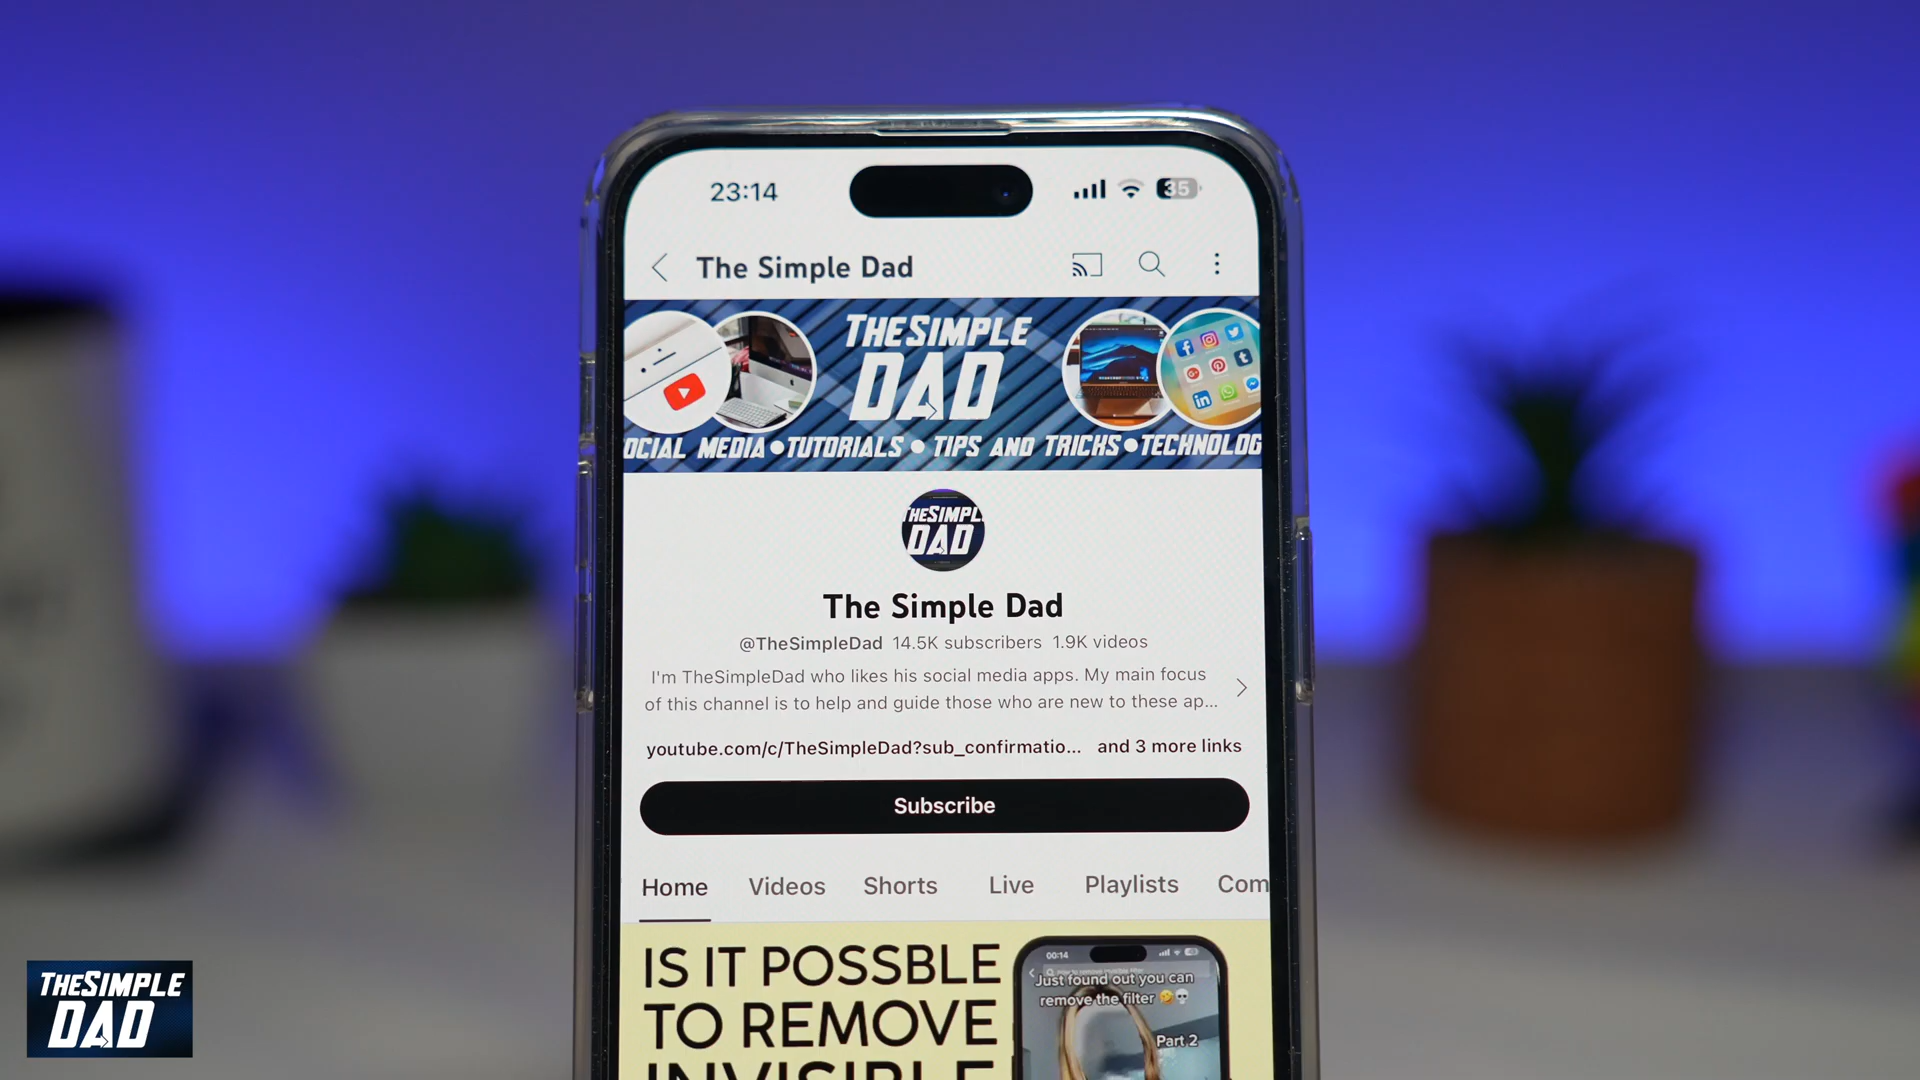 23:14
35
The Simple Dad
THESIMPLE
DAD
OCIAL MEDIA • TUTORIALS • TIPS AND TRICKS • TECHNOLOG
THESIMPL
DAD
The Simple Dad
@TheSimpleDad 14.5K subscribers 1.9K videos
I'm TheSimpleDad who likes his social media apps. My main focus
of this channel is to help and guide those who are new to these ap...
youtube.com/c/TheSimpleDad?sub_confirmatio... and 3 more links
Subscribe
Home Videos Shorts Live Playlists Com
IS IT POSSBLE
TO REMOVE
INVISIBLE
00:14
Just found out you can
remove the filter 🤣💀
Part 2
THESIMPLE
DAD